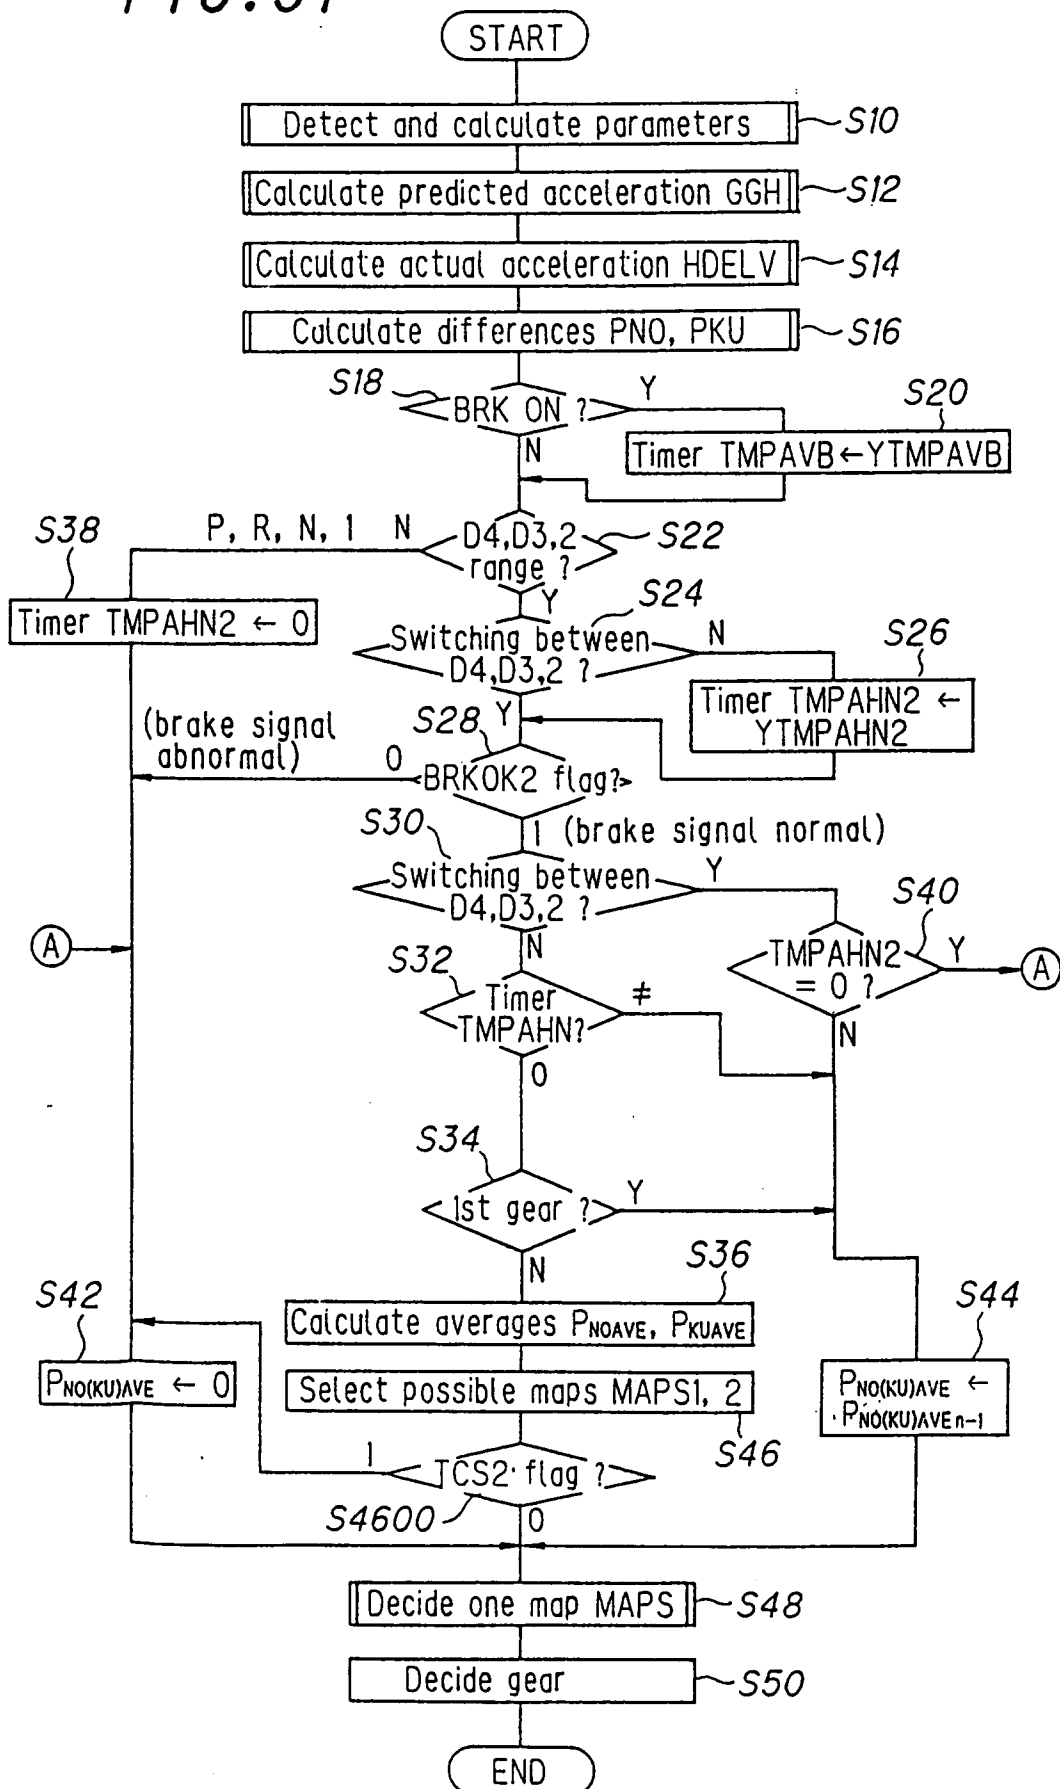 START
Detect and calculate parameters
S10
Calculate predicted acceleration GGH
S12
Calculate actual acceleration HDELV
S14
Calculate differences PNO, PKU
S16
S18
BRK ON ?
Y
S20
Timer TMPAVB←YTMPAVB
N
S38
P, R, N, 1 N
D4,D3,2
range ?
S22
Y
S24
Timer TMPAHN2 ← 0
Switching between
D4,D3,2 ?
N
S26
Timer TMPAHN2 ←
YTMPAHN2
Y
S28
(brake signal
abnormal)
0
BRKOK2 flag?
1 (brake signal normal)
S30
Switching between
D4,D3,2 ?
Y
S40
TMPAHN2
= 0 ?
Y
A
A
N
N
S32
Timer
TMPAHN?
≠
0
S34
1st gear ?
Y
N
S36
Calculate averages PNOAVE, PKUAVE
S42
PNO(KU)AVE ← 0
S44
PNO(KU)AVE ←
PNO(KU)AVE n-1
Select possible maps MAPS1, 2
S46
1
TCS2 flag ?
S4600
0
Decide one map MAPS
S48
Decide gear
S50
END